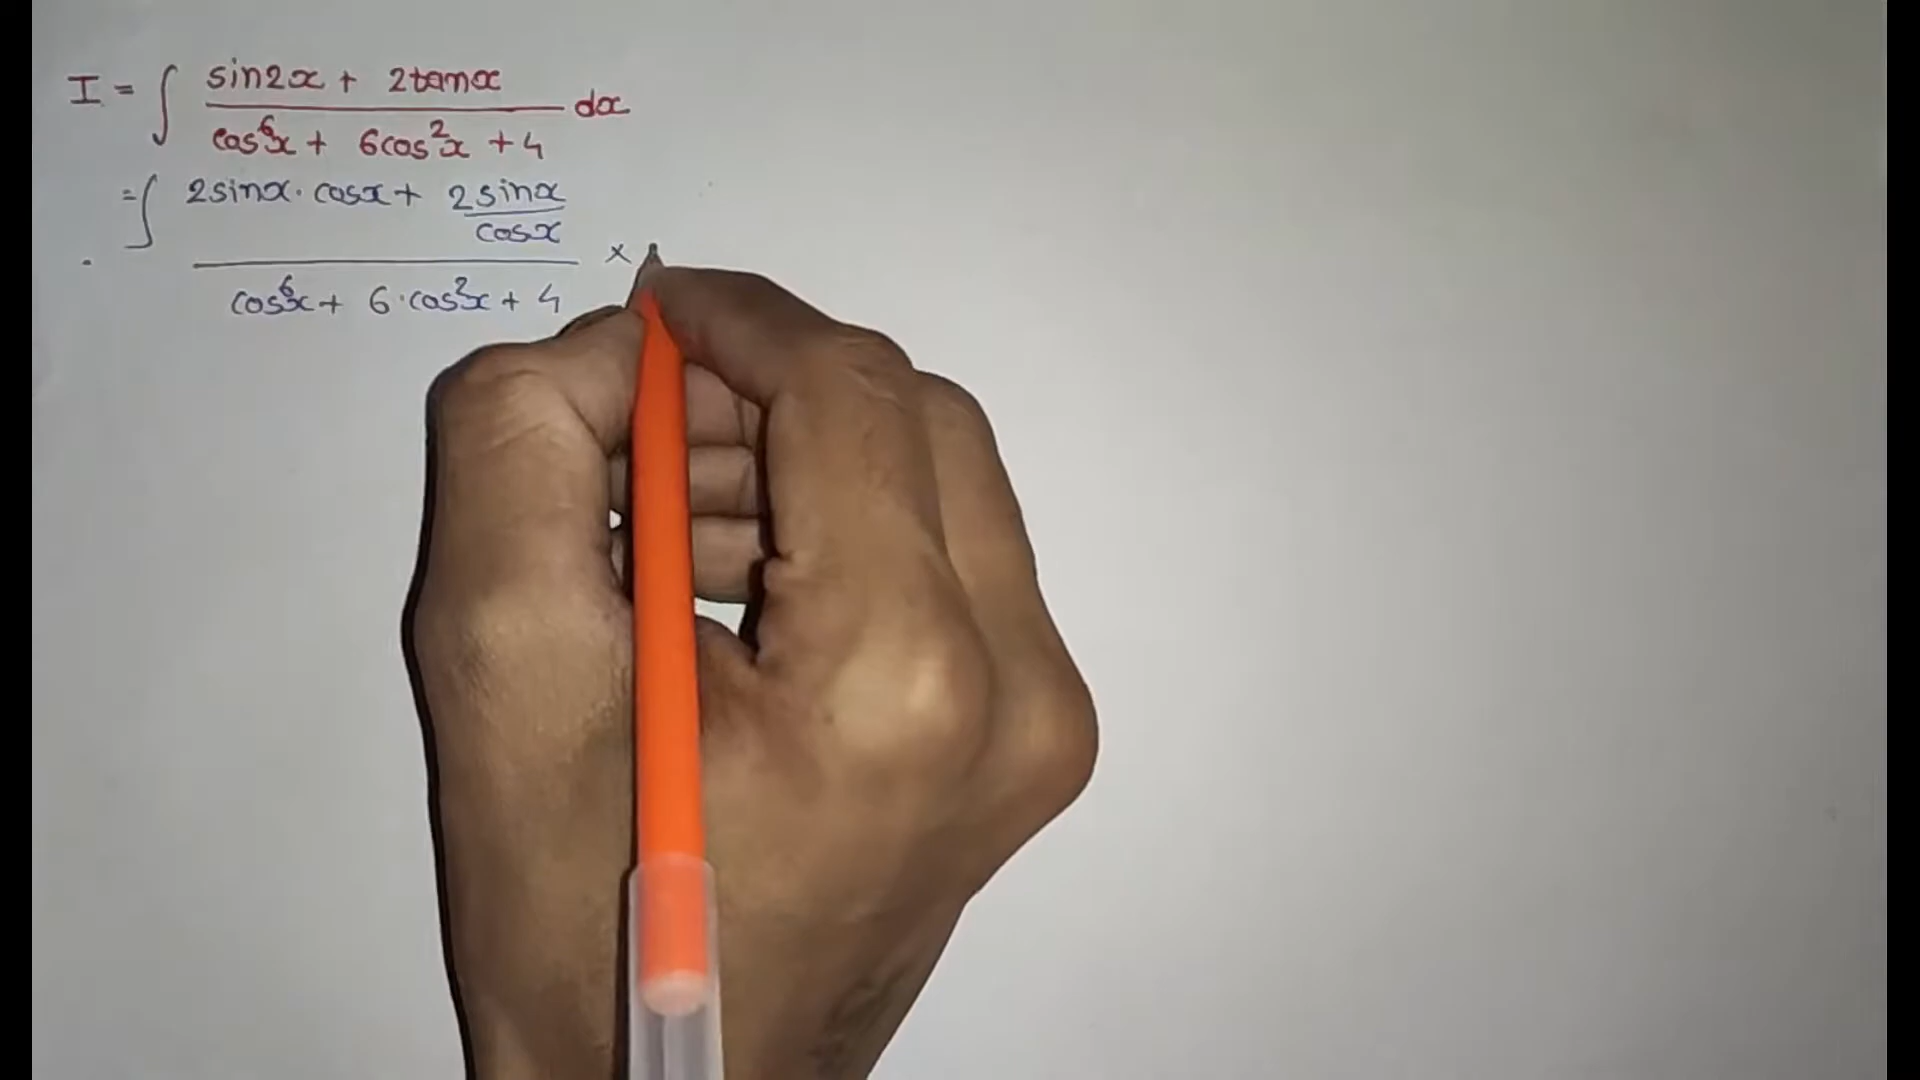 I = ∫ (sin2x + 2tanx) / (cos⁶x + 6cos²x + 4) dx
= ∫ (2sinx · cosx + 2sinx/cosx) / (cos⁶x + 6·cos²x + 4) ×